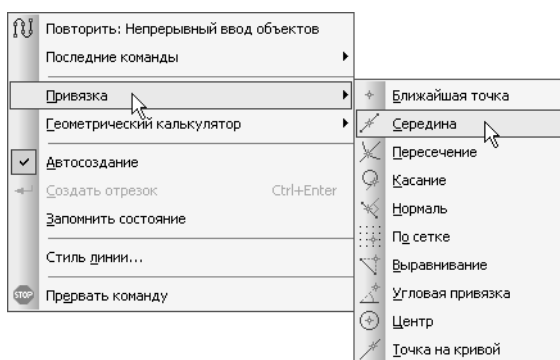 Повторить: Непрерывный ввод объектов
Последние команды
Привязка
Геометрический калькулятор
Автосоздание
Создать отрезок Ctrl+Enter
Запомнить состояние
Стиль линии...
STOP Прервать команду
Ближайшая точка
Середина
Пересечение
Касание
Нормаль
По сетке
Выравнивание
Угловая привязка
Центр
Точка на кривой